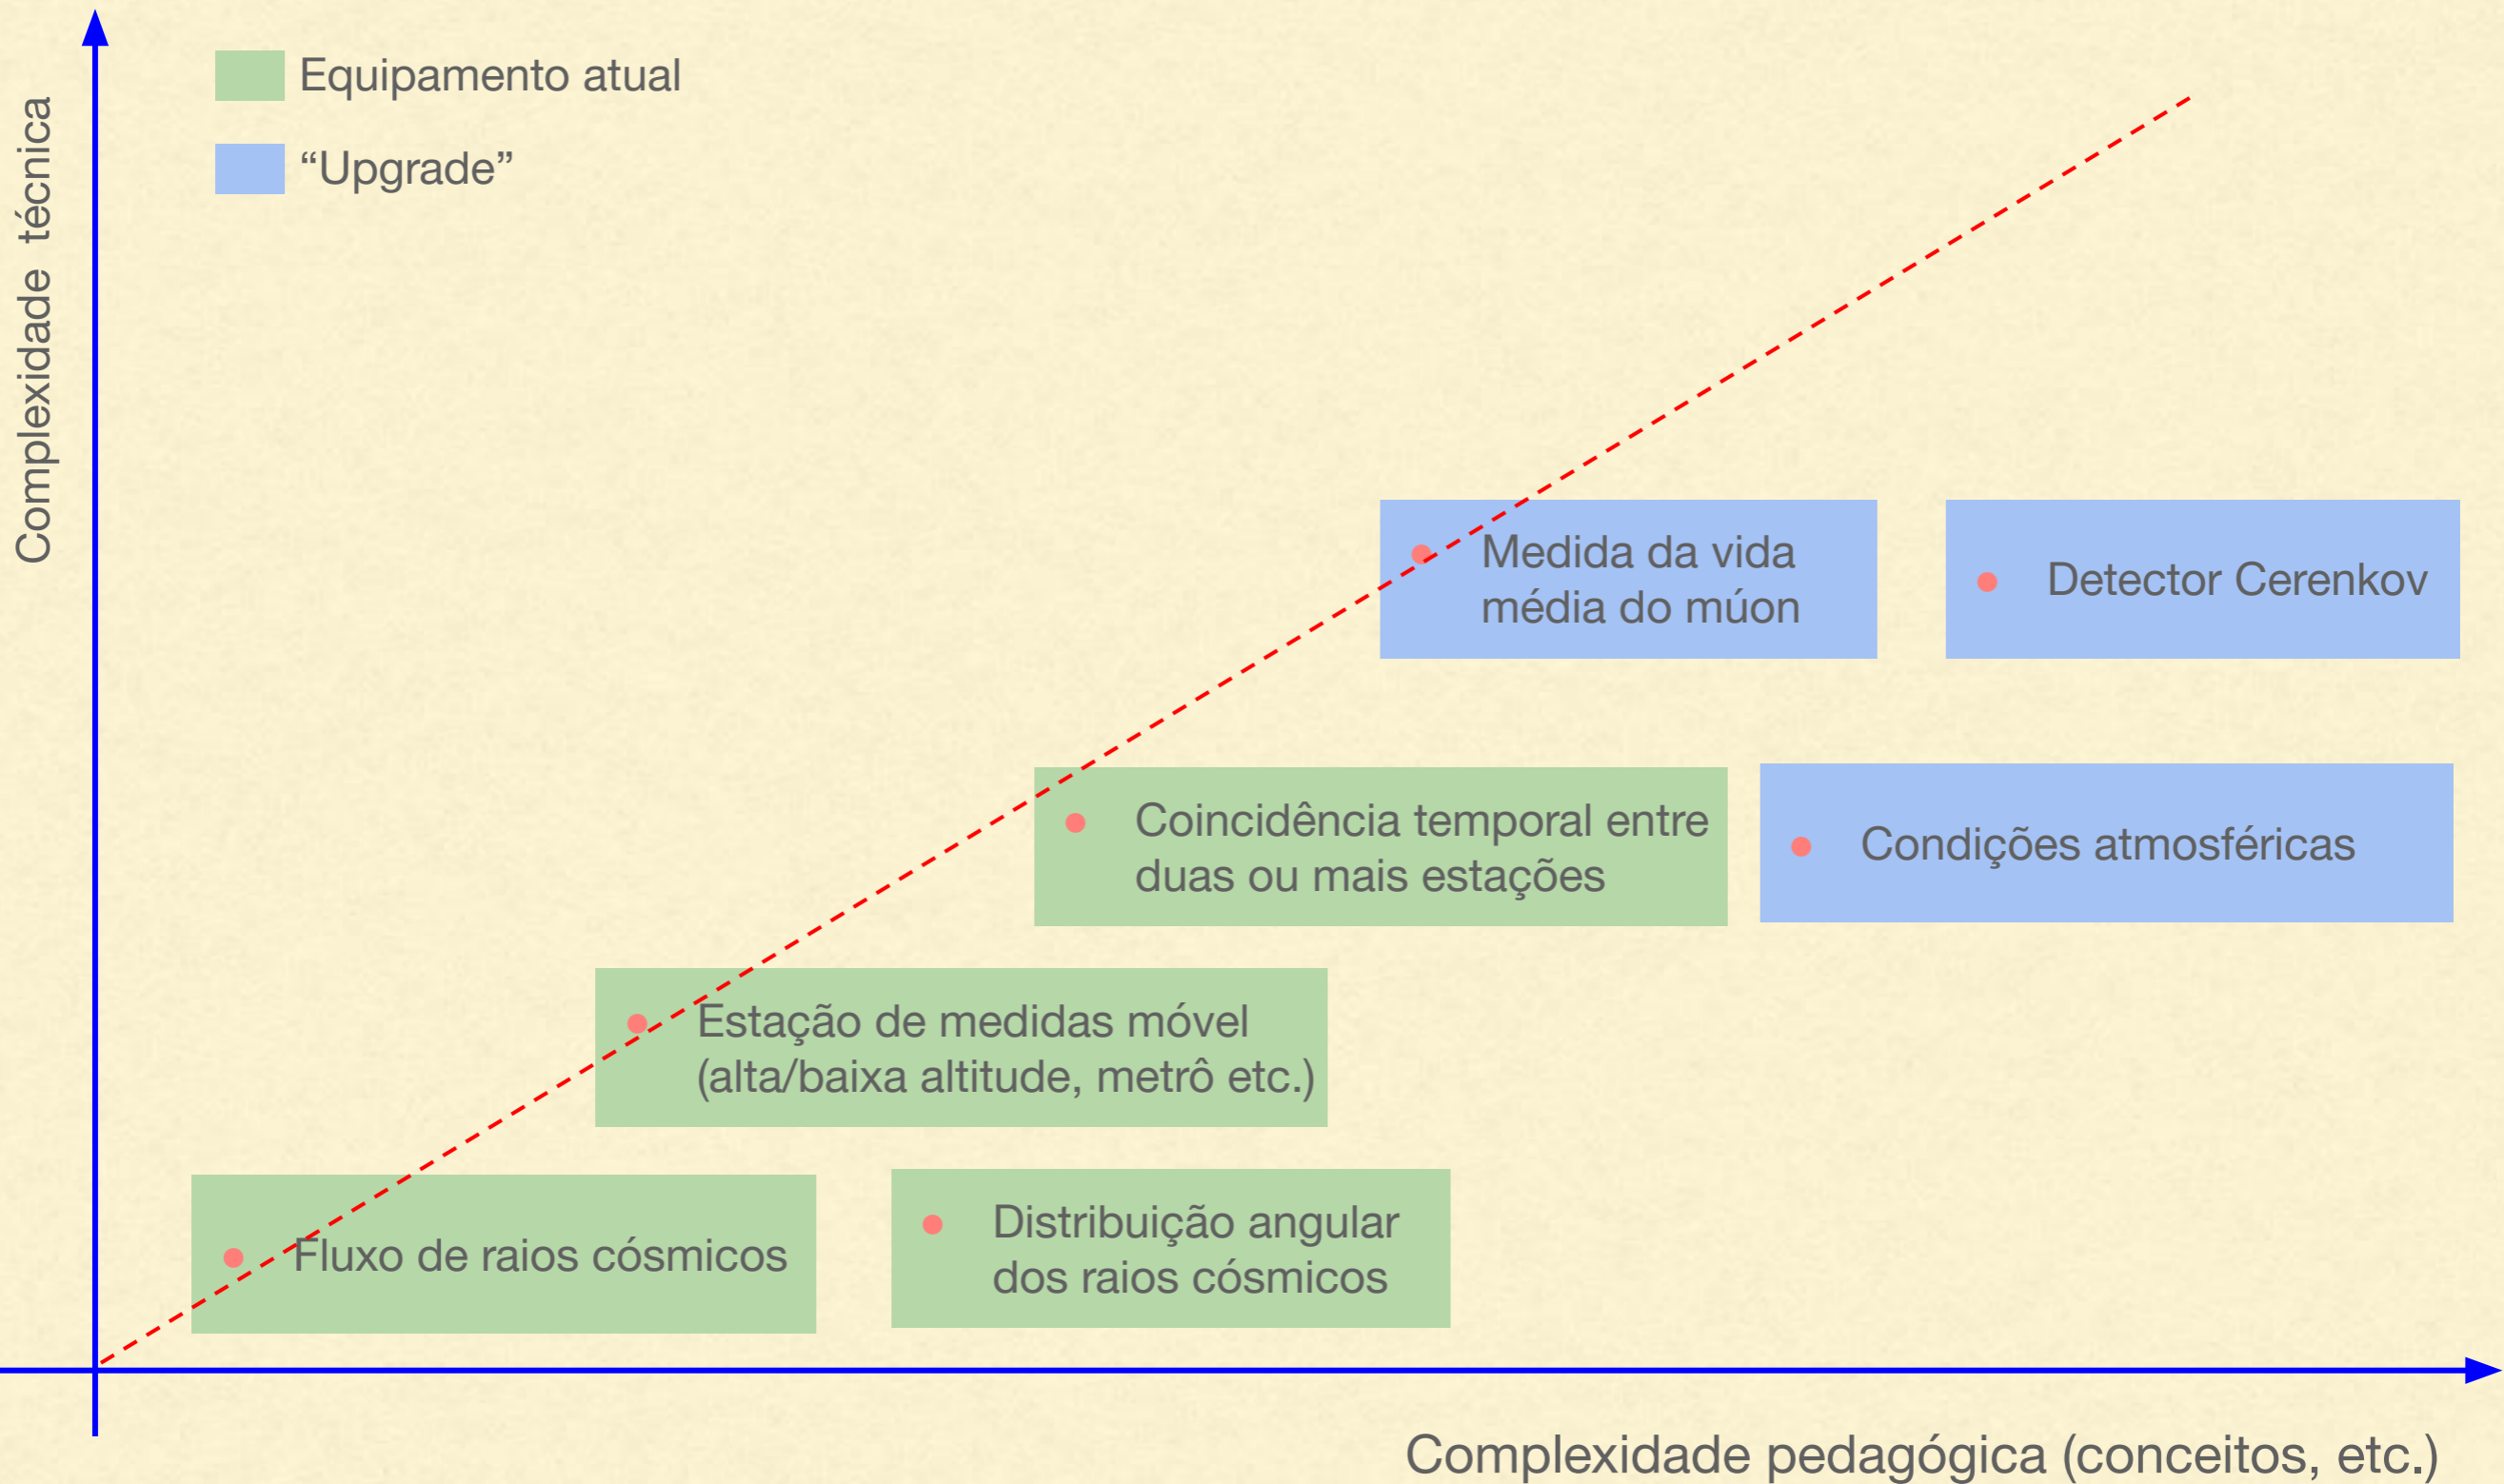 Complexidade técnica
Equipamento atual
“Upgrade”
Medida da vida
média do múon
Detector Cerenkov
Coincidência temporal entre
duas ou mais estações
Condições atmosféricas
Estação de medidas móvel
(alta/baixa altitude, metrô etc.)
Fluxo de raios cósmicos
Distribuição angular
dos raios cósmicos
Complexidade pedagógica (conceitos, etc.)